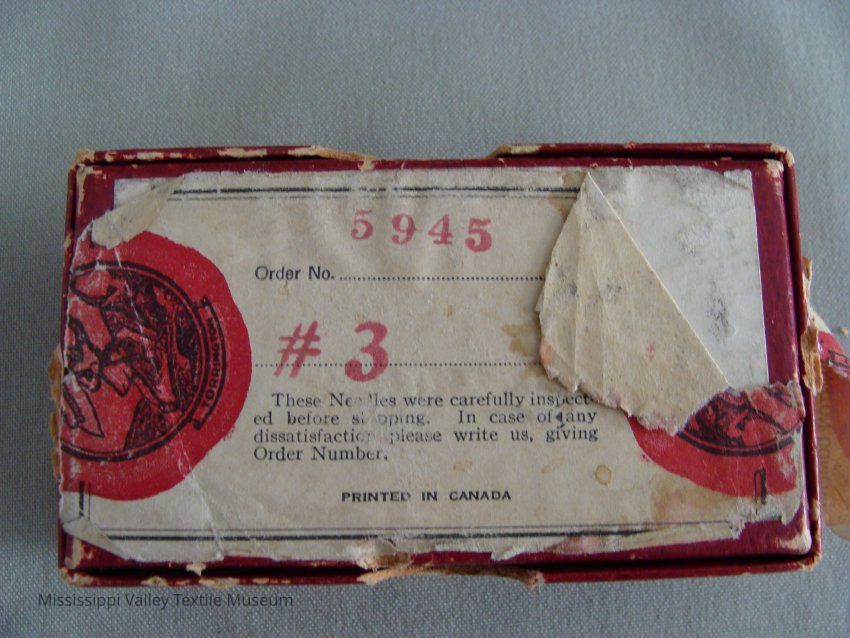 5945
Order No.
# 3
TORRINGTON
These Needles were carefully inspect-
ed before shipping. In case of any
dissatisfaction please write us, giving
Order Number.
PRINTED IN CANADA
Mississippi Valley Textile Museum